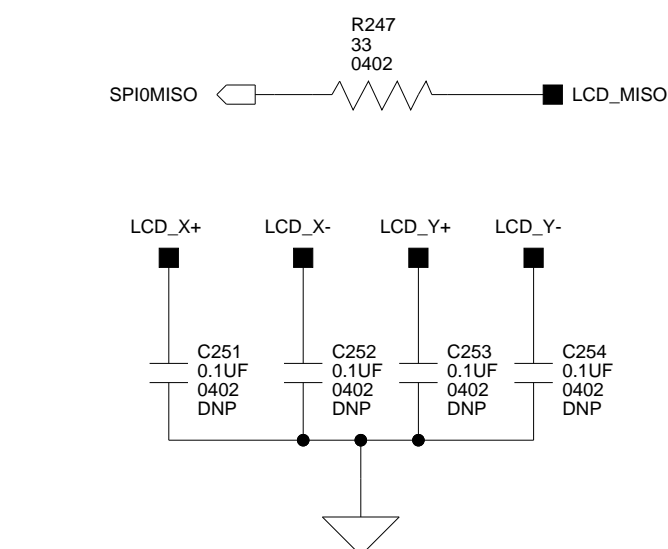 R247
33
0402
SPI0MISO
LCD_MISO
LCD_X+
LCD_X-
LCD_Y+
LCD_Y-
C251
0.1UF
0402
DNP
C252
0.1UF
0402
DNP
C253
0.1UF
0402
DNP
C254
0.1UF
0402
DNP